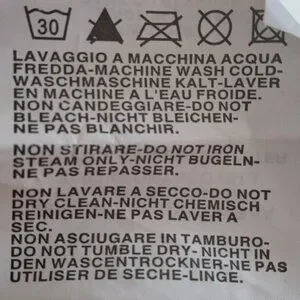 30
LAVAGGIO A MACCHINA ACQUA
FREDDA-MACHINE WASH COLD-
WASCHMASCHINE KALT-LAVER
EN MACHINE A L'EAU FROIDE.
NON CANDEGGIARE-DO NOT
BLEACH-NICHT BLEICHEN-
NE PAS BLANCHIR.
NON STIRARE-DO NOT IRON
STEAM ONLY-NICHT BUGELN-
NE PAS REPASSER.
NON LAVARE A SECCO-DO NOT
DRY CLEAN-NICHT CHEMISCH
REINIGEN-NE PAS LAVER A
SEC.
NON ASCIUGARE IN TAMBURO-
DO NOT TUMBLE DRY- NICHT IN
DEN WASCENTROCKNER-NE PAS
UTILISER DE SECHE-LINGE.